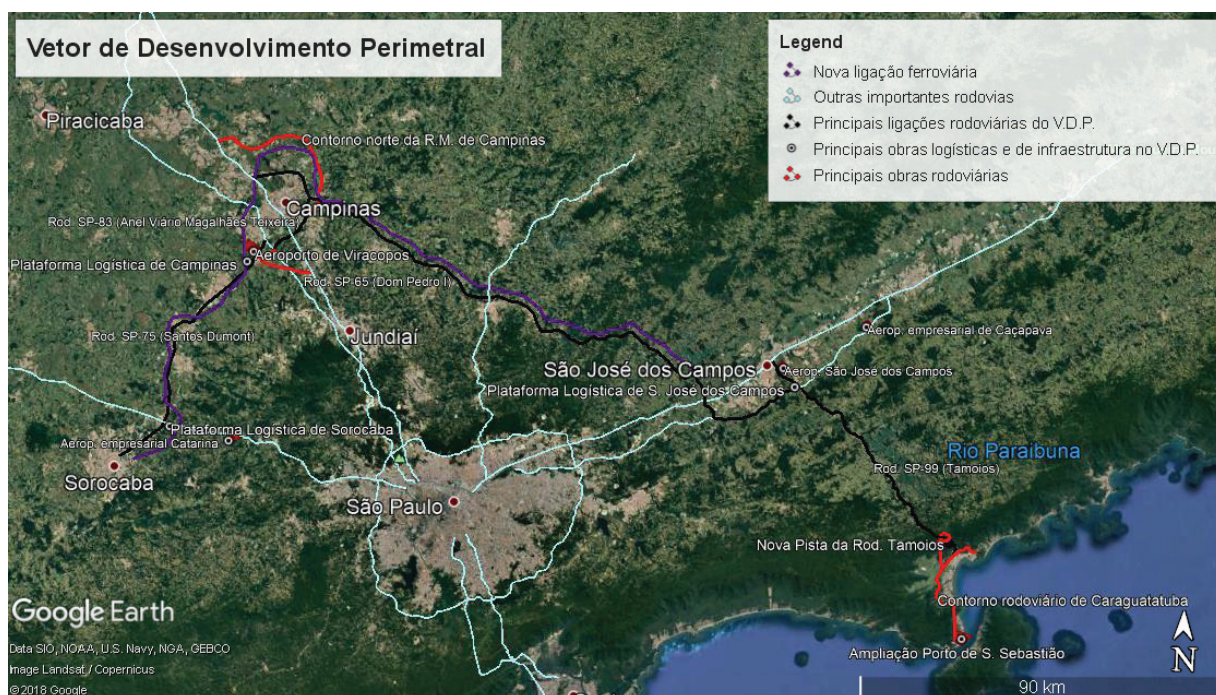 Vetor de Desenvolvimento Perimetral
Legend
Nova ligação ferroviária
Outras importantes rodovias
Principais ligações rodoviárias do V.D.P.
Principais obras logísticas e de infraestrutura no V.D.P.
Principais obras rodoviárias
Piracicaba
Contorno norte da R.M. de Campinas
Campinas
Rod. SP-83 (Anel Viário Magalhães Teixeira)
Aeroporto de Viracopos
Plataforma Logística de Campinas
Rod. SP-65 (Dom Pedro I)
Rod. SP-75 (Santos Dumont)
Jundiaí
Aerop. empresarial de Caçapava
São José dos Campos
Aerop. São José dos Campos
Plataforma Logística de S. José dos Campos
Plataforma Logística de Sorocaba
Aerop. empresarial Catarina
Sorocaba
Rio Paraibuna
Rod. SP-99 (Tamoios)
São Paulo
Nova Pista da Rod. Tamoios
Contorno rodoviário de Caraguatatuba
Ampliação Porto de S. Sebastião
Google Earth
Data SIO, NOAA, U.S. Navy, NGA, GEBCO
Image Landsat / Copernicus
© 2018 Google
N
90 km